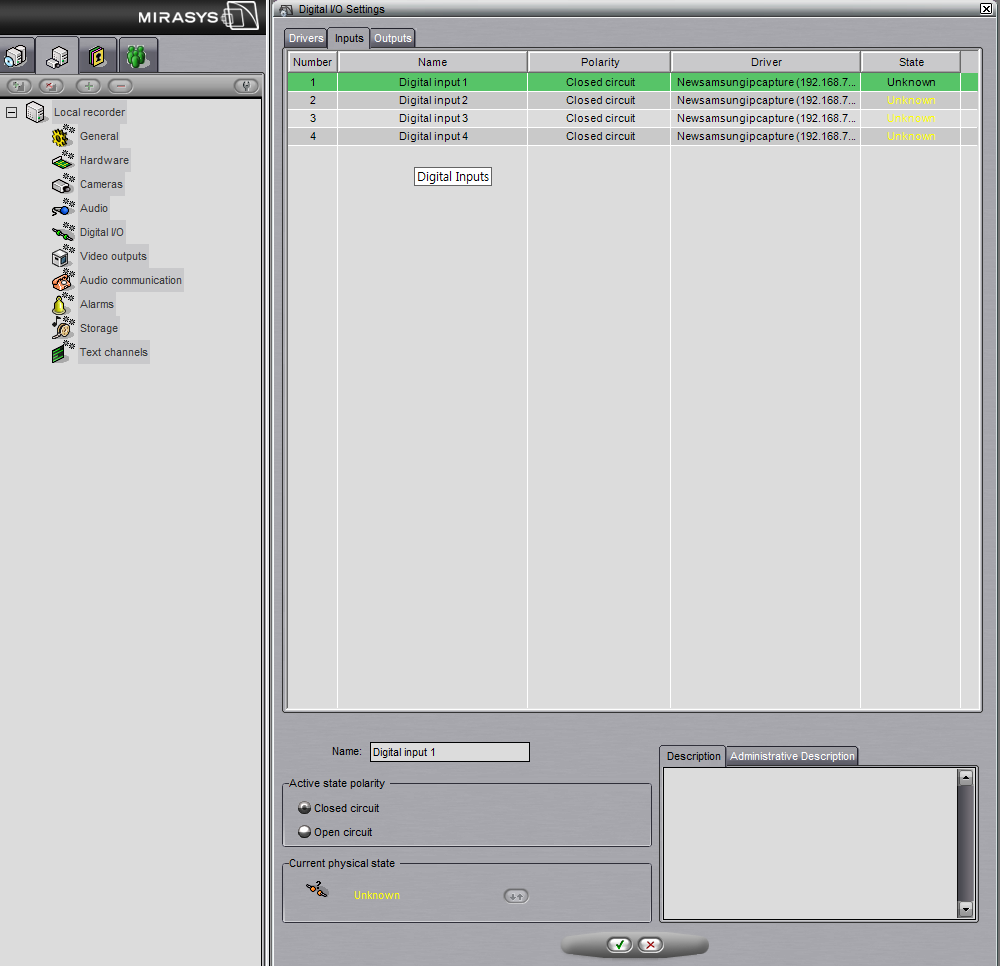 MIRASYS
Digital I/O Settings
Drivers Inputs Outputs
Number Name Polarity Driver State
1 Digital input 1 Closed circuit Newsamsungipcapture (192.168.7... Unknown
2 Digital input 2 Closed circuit Newsamsungipcapture (192.168.7... Unknown
3 Digital input 3 Closed circuit Newsamsungipcapture (192.168.7... Unknown
4 Digital input 4 Closed circuit Newsamsungipcapture (192.168.7... Unknown
Digital Inputs
Local recorder
General
Hardware
Cameras
Audio
Digital I/O
Video outputs
Audio communication
Alarms
Storage
Text channels
Name: Digital input 1
Active state polarity
Closed circuit
Open circuit
Current physical state
Unknown
Description Administrative Description